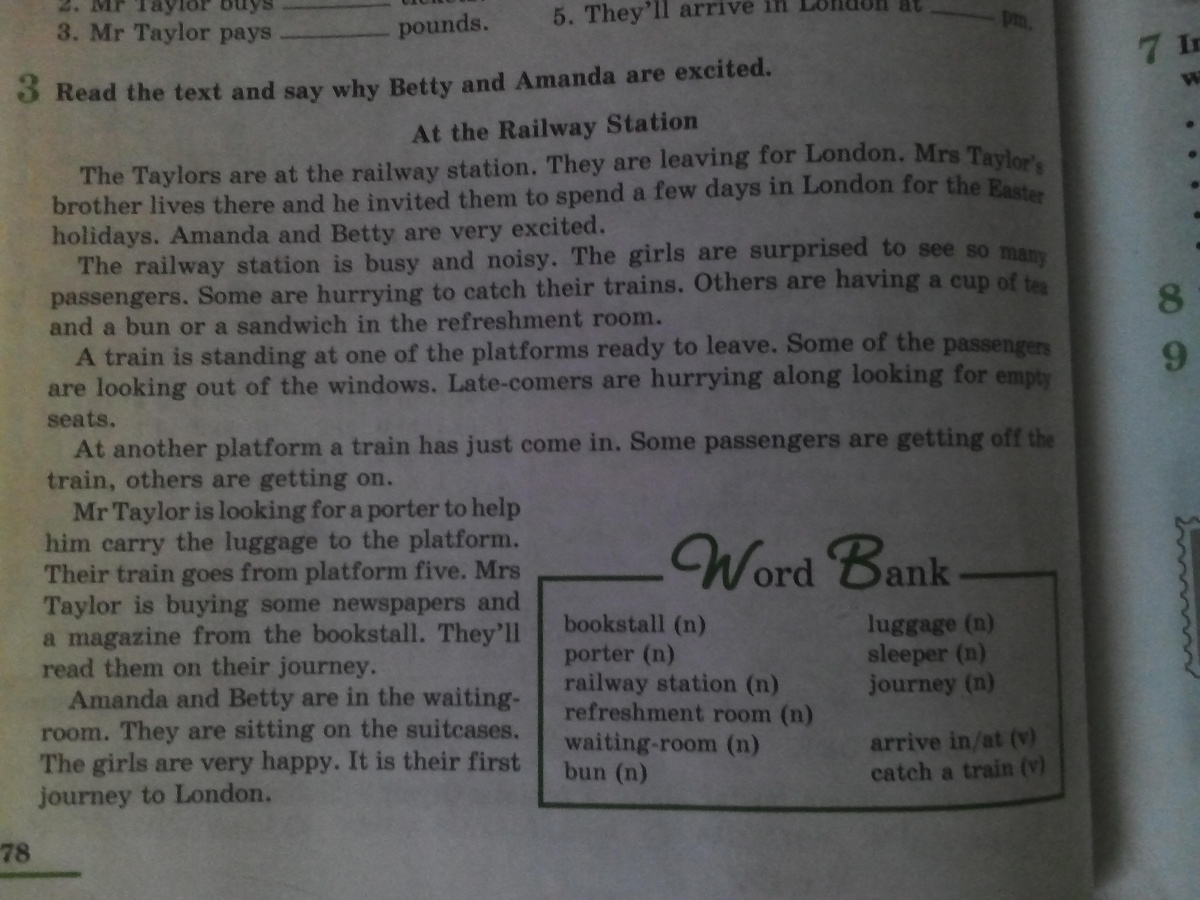 2. Mr Taylor buys ________
3. Mr Taylor pays ________ pounds.
5. They'll arrive in London at ____ pm.
3 Read the text and say why Betty and Amanda are excited.
At the Railway Station
The Taylors are at the railway station. They are leaving for London. Mrs Taylor's
brother lives there and he invited them to spend a few days in London for the Easter
holidays. Amanda and Betty are very excited.
The railway station is busy and noisy. The girls are surprised to see so many
passengers. Some are hurrying to catch their trains. Others are having a cup of tea
and a bun or a sandwich in the refreshment room.
A train is standing at one of the platforms ready to leave. Some of the passengers
are looking out of the windows. Late-comers are hurrying along looking for empty
seats.
At another platform a train has just come in. Some passengers are getting off the
train, others are getting on.
Mr Taylor is looking for a porter to help
him carry the luggage to the platform.
Their train goes from platform five. Mrs
Taylor is buying some newspapers and
a magazine from the bookstall. They'll
read them on their journey.
Amanda and Betty are in the waiting-
room. They are sitting on the suitcases.
The girls are very happy. It is their first
journey to London.
Word Bank
bookstall (n)
porter (n)
railway station (n)
refreshment room (n)
waiting-room (n)
bun (n)
luggage (n)
sleeper (n)
journey (n)
arrive in/at (v)
catch a train (v)
78
7
8
9